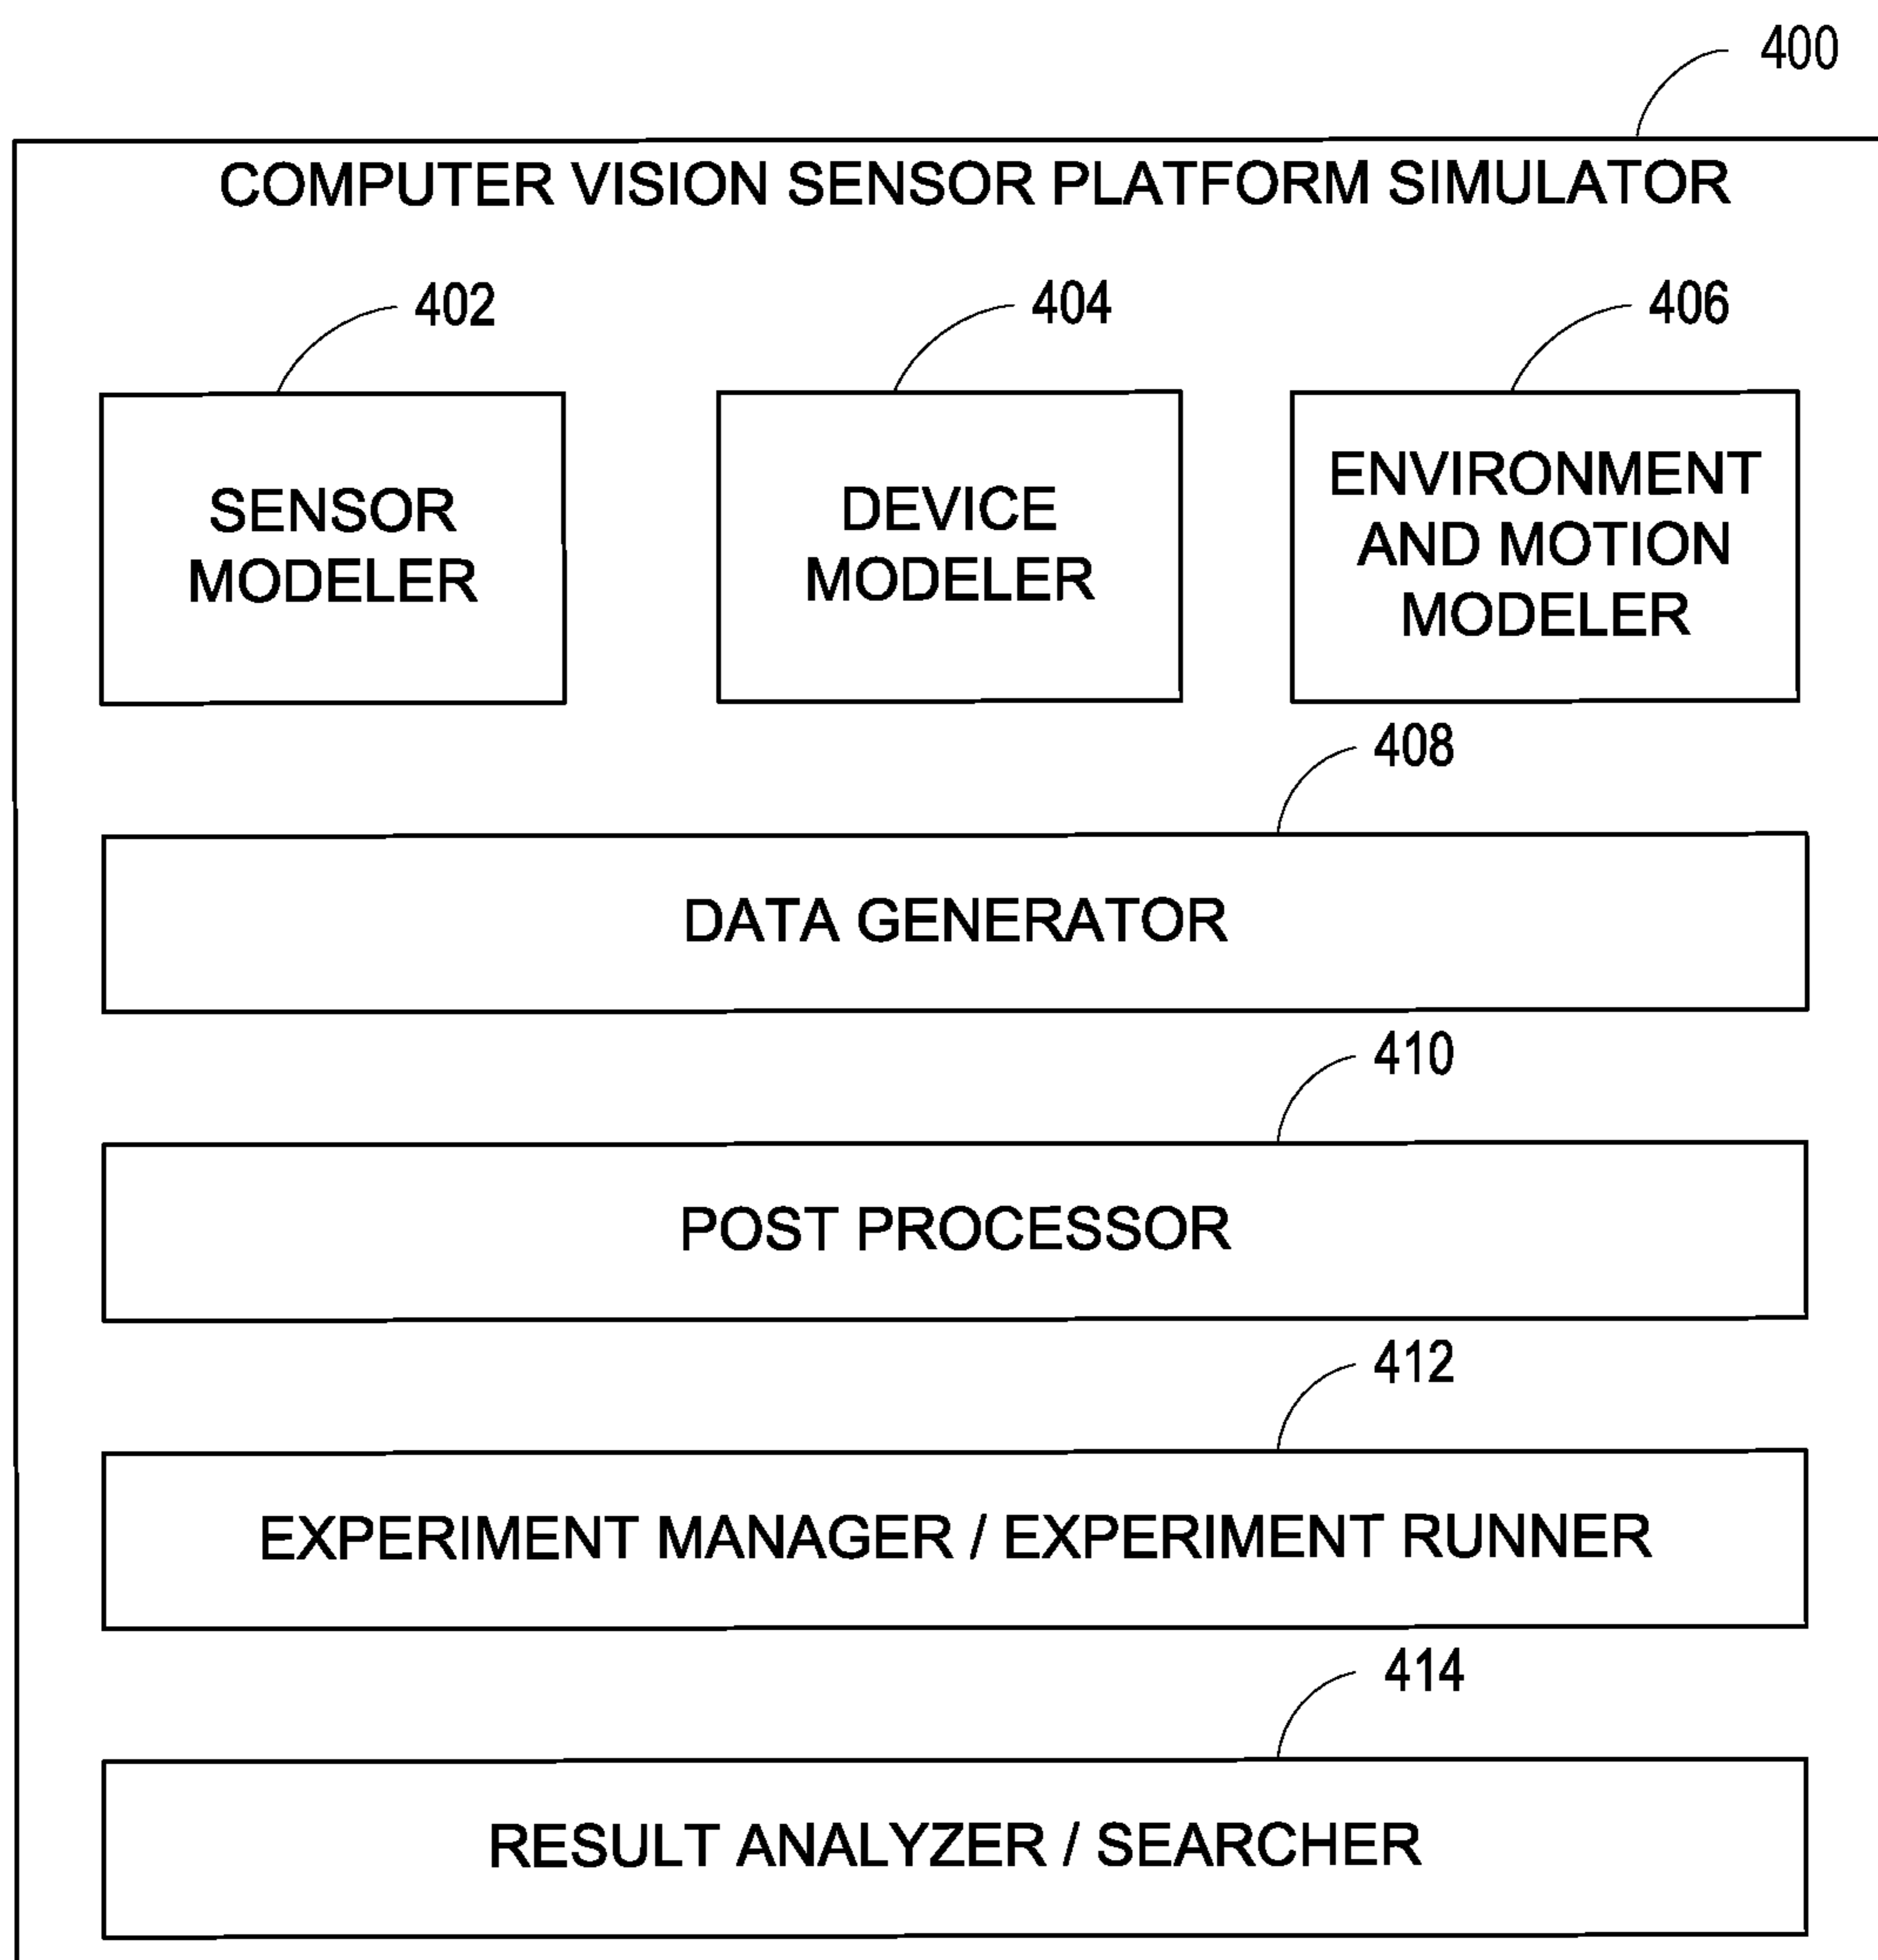 400
COMPUTER VISION SENSOR PLATFORM SIMULATOR
402
404
406
SENSOR
MODELER
DEVICE
MODELER
ENVIRONMENT
AND MOTION
MODELER
408
DATA GENERATOR
410
POST PROCESSOR
412
EXPERIMENT MANAGER / EXPERIMENT RUNNER
414
RESULT ANALYZER / SEARCHER